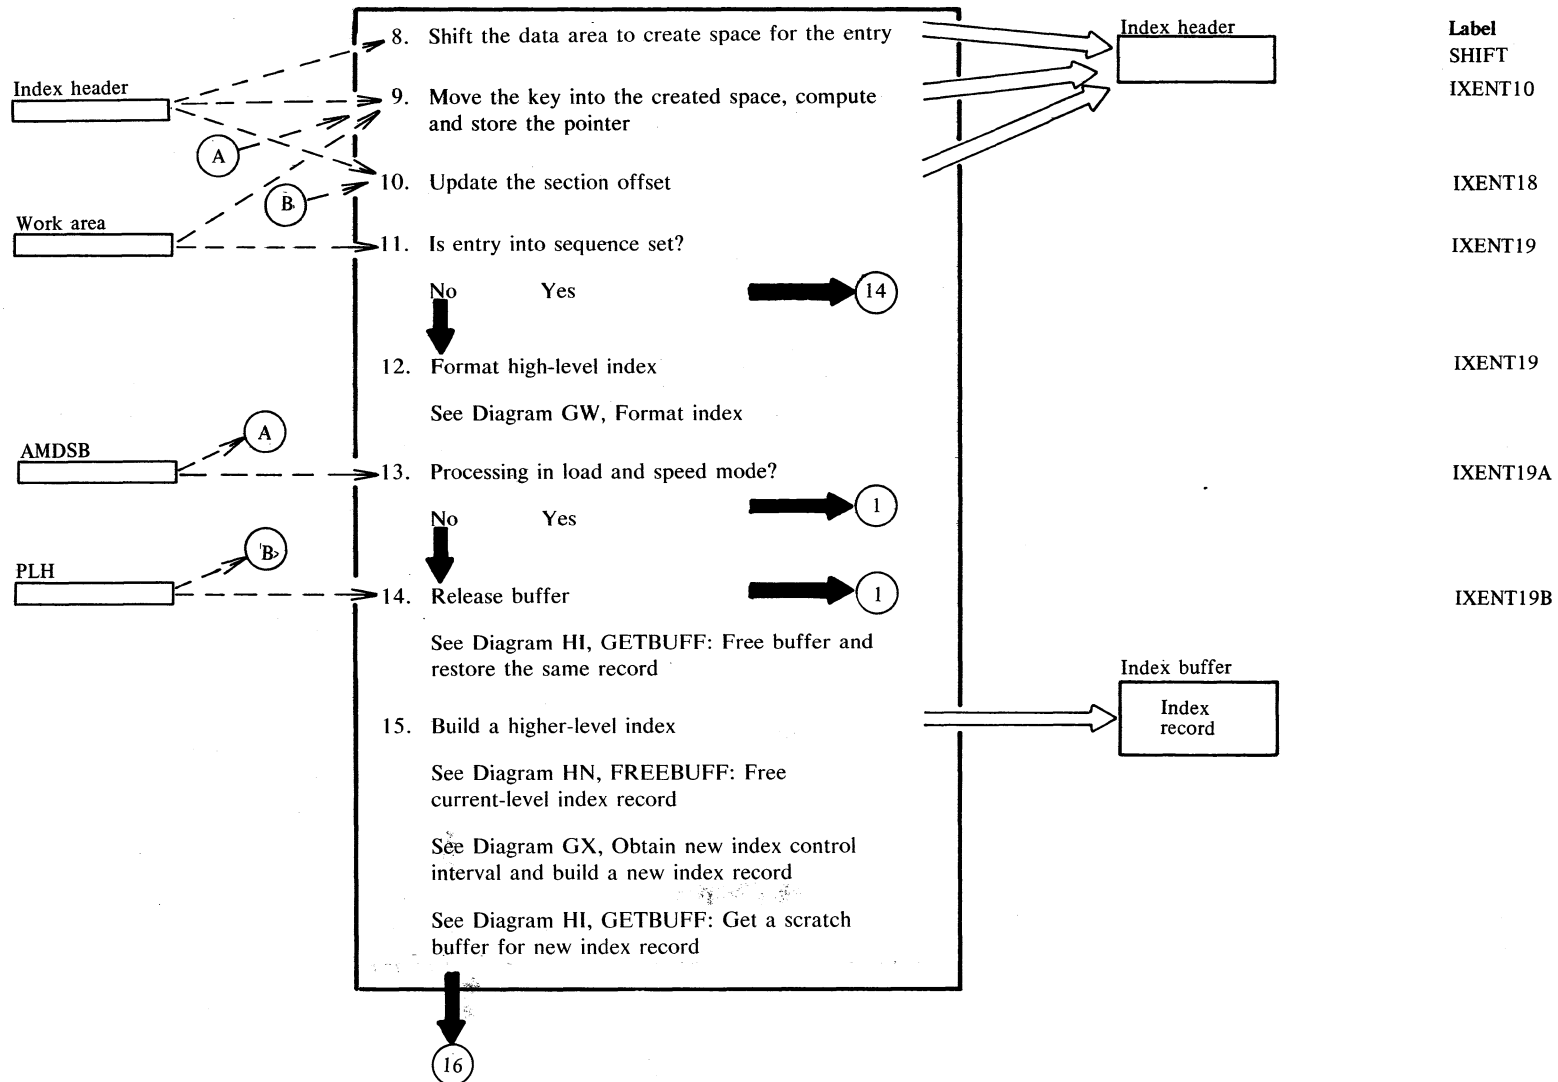 Index header
Work area
AMDSB
PLH
A
B
A
B
8. Shift the data area to create space for the entry
9. Move the key into the created space, compute
and store the pointer
10. Update the section offset
11. Is entry into sequence set?
No Yes 14
12. Format high-level index
See Diagram GW, Format index
13. Processing in load and speed mode?
No Yes 1
14. Release buffer 1
See Diagram HI, GETBUFF: Free buffer and
restore the same record
15. Build a higher-level index
See Diagram HN, FREEBUFF: Free
current-level index record
See Diagram GX, Obtain new index control
interval and build a new index record
See Diagram HI, GETBUFF: Get a scratch
buffer for new index record
16
Index header
Index buffer
Index
record
Label
SHIFT
IXENT10
IXENT18
IXENT19
IXENT19
IXENT19A
IXENT19B